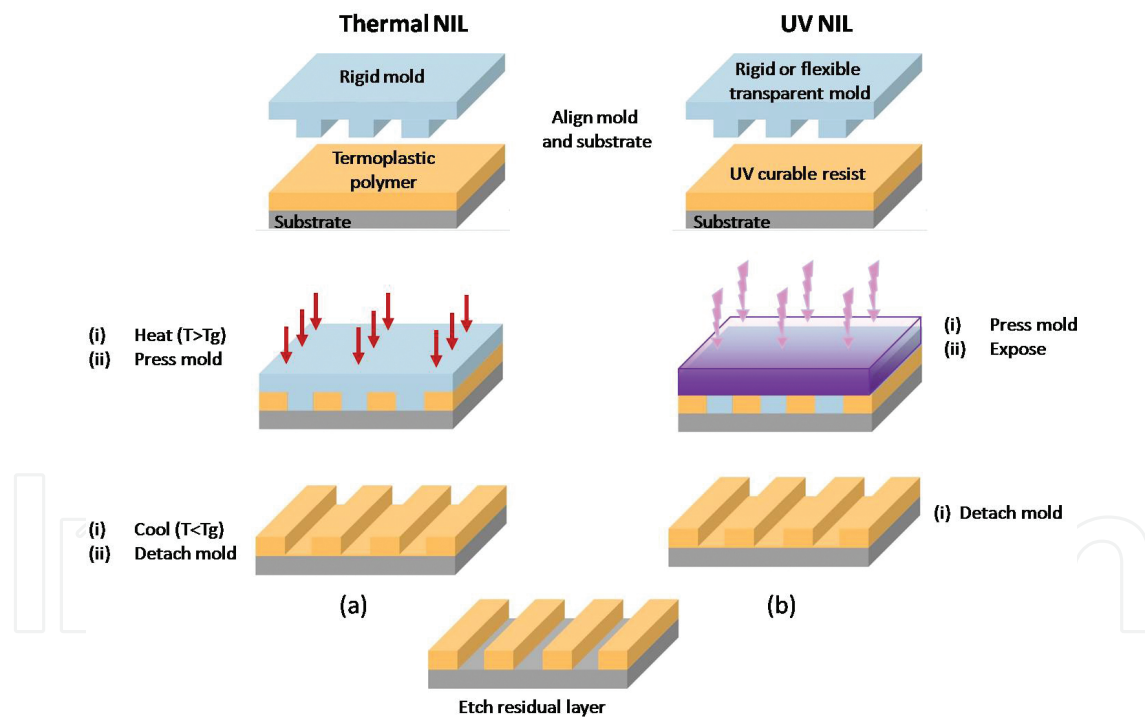 Thermal NIL
UV NIL
Rigid mold
Rigid or flexible
transparent mold
Align mold
and substrate
Termoplastic
polymer
UV curable resist
Substrate
Substrate
(i) Heat (T>Tg)
(ii) Press mold
(i) Press mold
(ii) Expose
(i) Cool (T<Tg)
(ii) Detach mold
(i) Detach mold
(a)
(b)
Etch residual layer